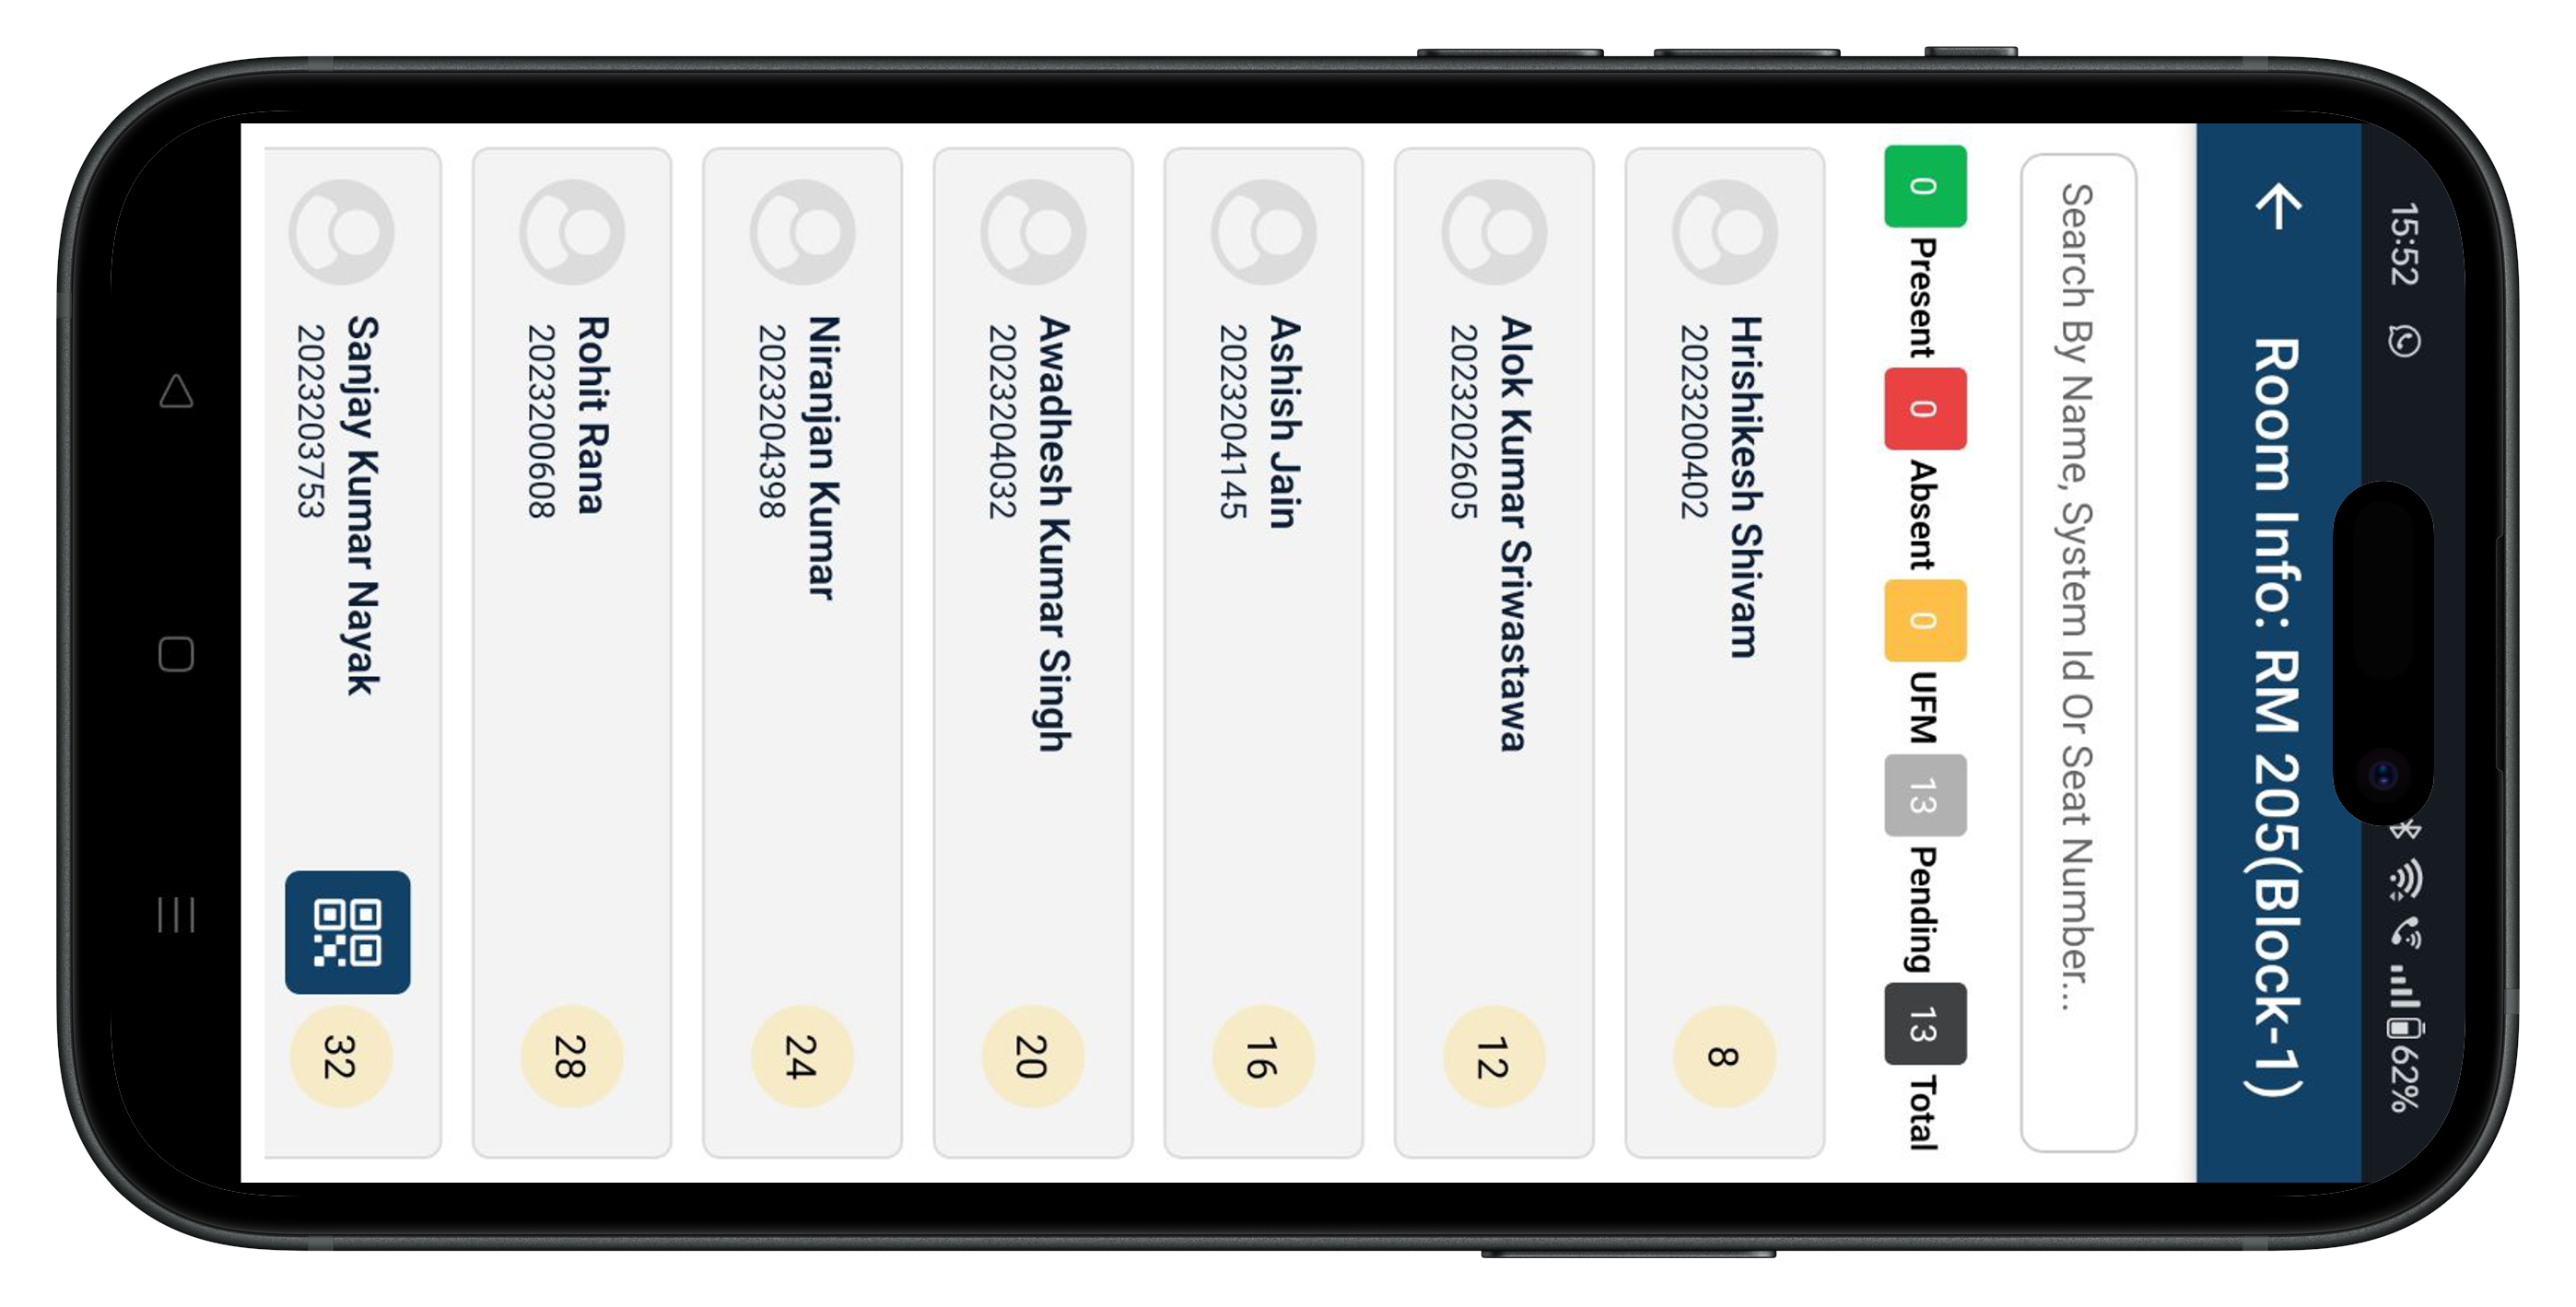 15:52 62%
Room Info: RM 205(Block-1)
Search By Name, System Id Or Seat Number...
0 Present 0 Absent 0 UFM 13 Pending 13 Total
Hrishikesh Shivam
2023200402
8
Alok Kumar Sriwastawa
2023202605
12
Ashish Jain
2023204145
16
Awadhesh Kumar Singh
2023204032
20
Niranjan Kumar
2023204398
24
Rohit Rana
2023200608
28
Sanjay Kumar Nayak
2023203753
32